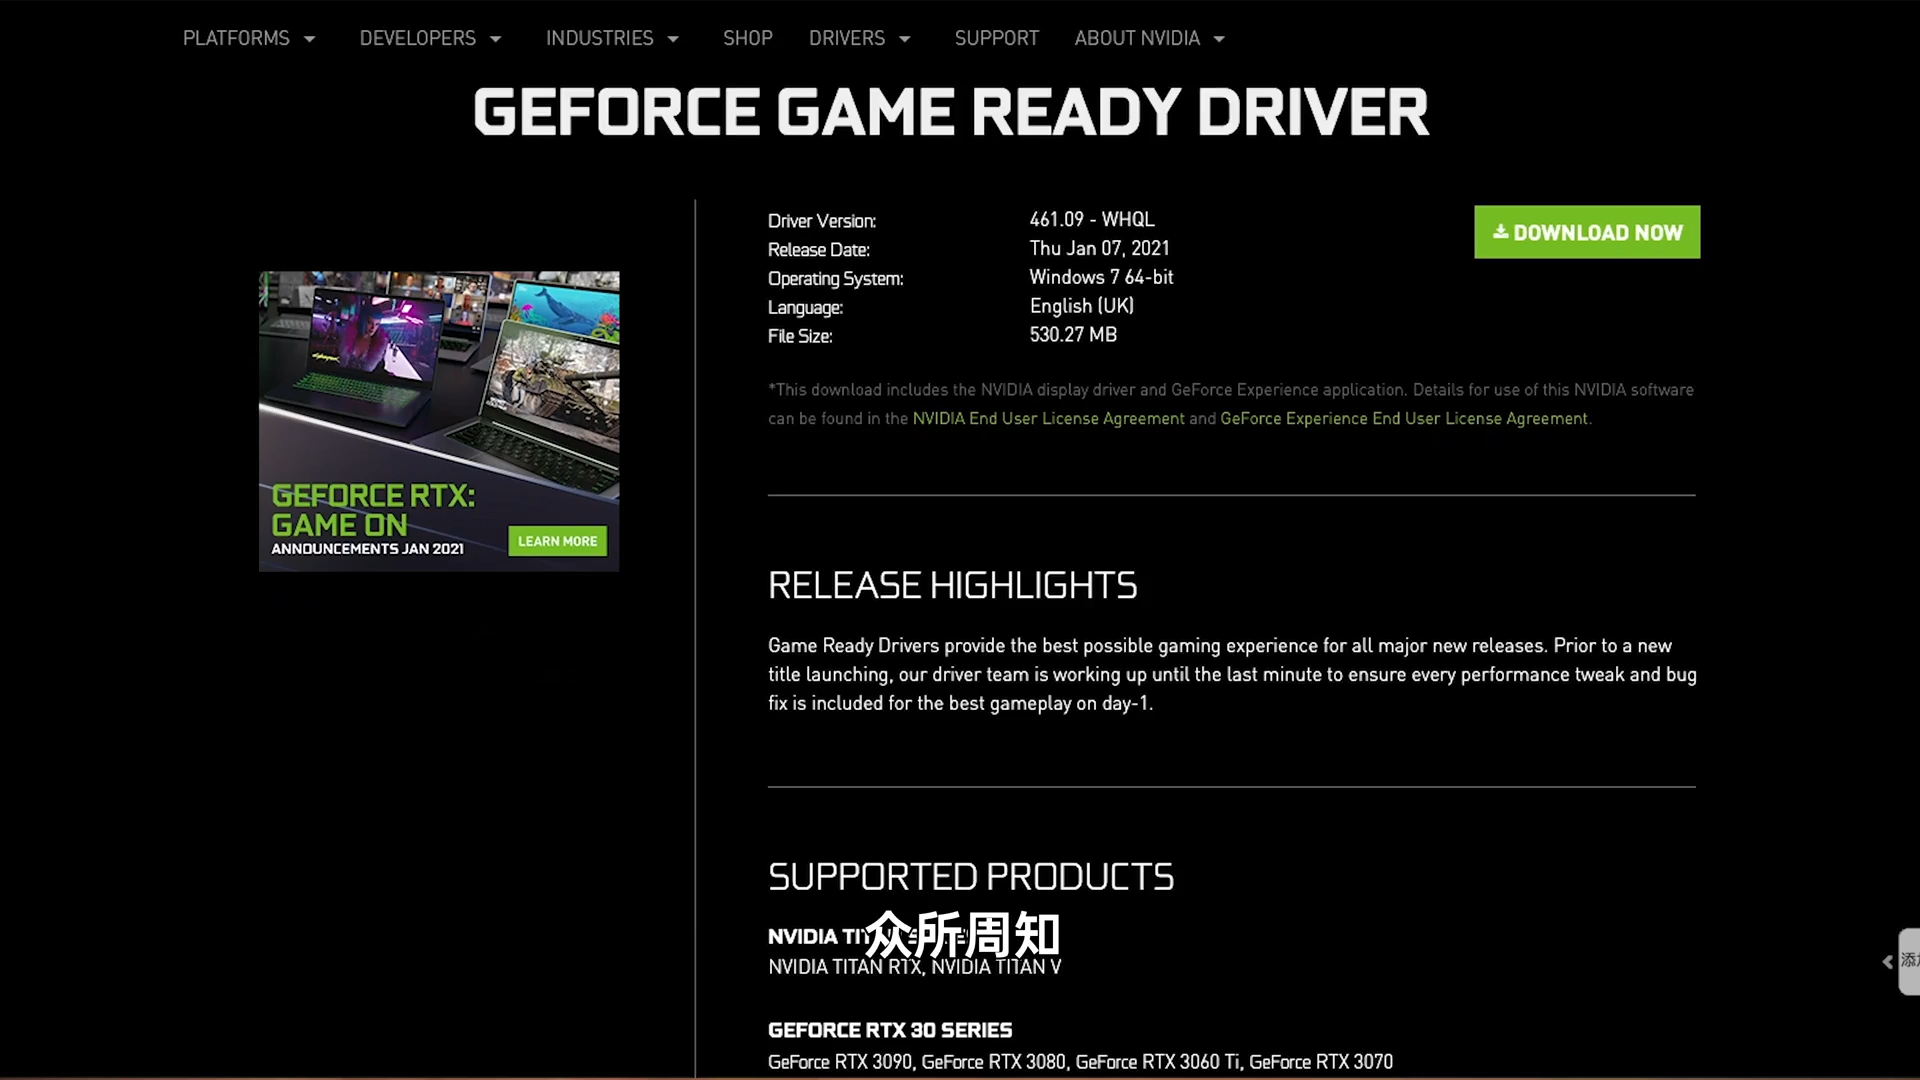 PLATFORMS DEVELOPERS INDUSTRIES SHOP DRIVERS SUPPORT ABOUT NVIDIA
GEFORCE GAME READY DRIVER
Driver Version: 461.09 - WHQL
Release Date: Thu Jan 07, 2021
Operating System: Windows 7 64-bit
Language: English (UK)
File Size: 530.27 MB
DOWNLOAD NOW
*This download includes the NVIDIA display driver and GeForce Experience application. Details for use of this NVIDIA software
can be found in the NVIDIA End User License Agreement and GeForce Experience End User License Agreement.
GEFORCE RTX:
GAME ON
ANNOUNCEMENTS JAN 2021
LEARN MORE
RELEASE HIGHLIGHTS
Game Ready Drivers provide the best possible gaming experience for all major new releases. Prior to a new
title launching, our driver team is working up until the last minute to ensure every performance tweak and bug
fix is included for the best gameplay on day-1.
SUPPORTED PRODUCTS
NVIDIA
众所周知
NVIDIA TITAN RTX, NVIDIA TITAN V
GEFORCE RTX 30 SERIES
GeForce RTX 3090, GeForce RTX 3080, GeForce RTX 3060 Ti, GeForce RTX 3070